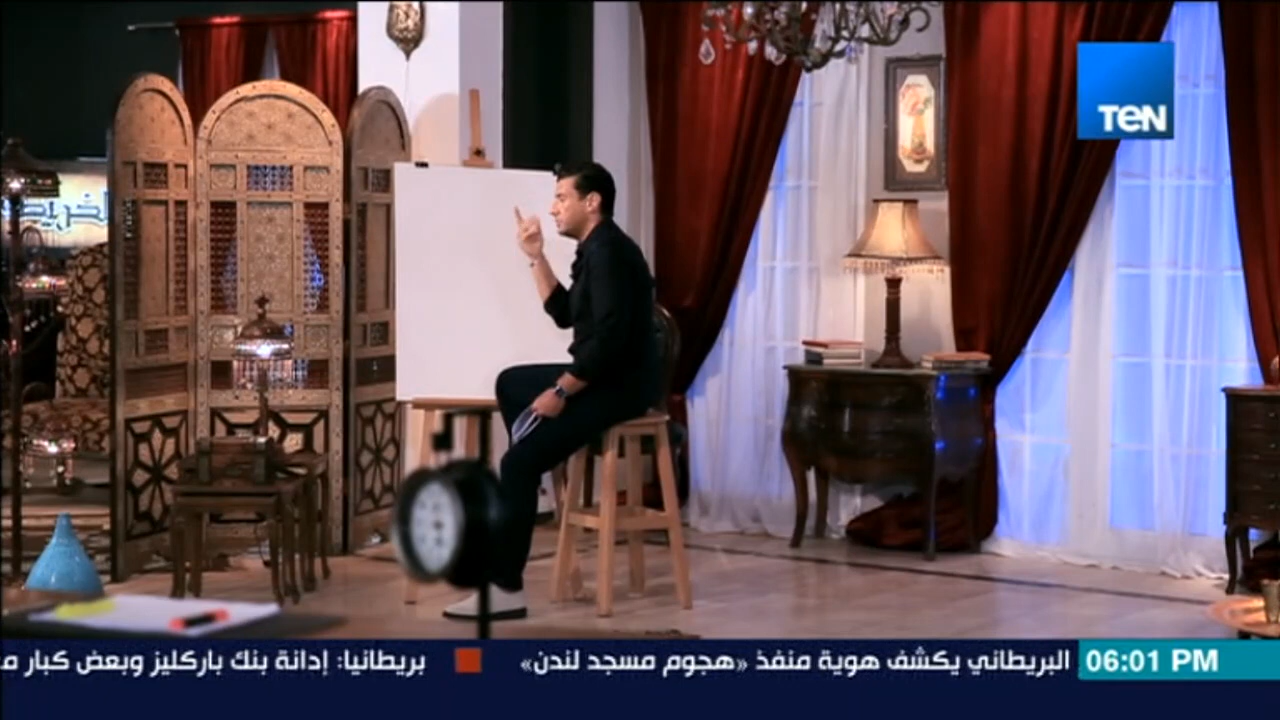 TEN
البريطاني يكشف هوية منفذ «هجوم مسجد لندن» بريطانيا: إدانة بنك باركليز وبعض كبار
06:01 PM